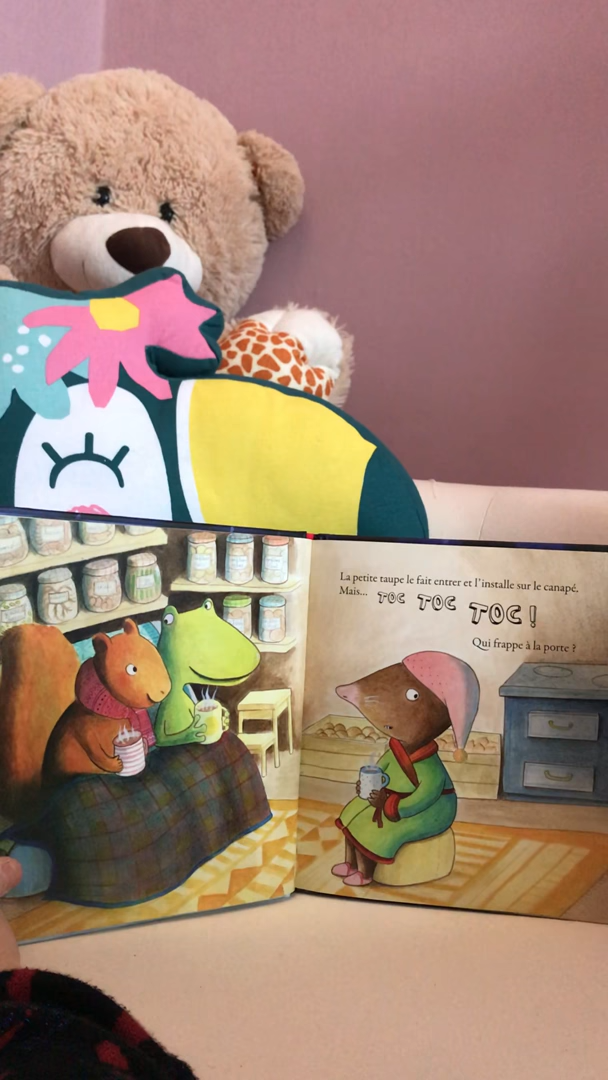 La petite taupe le fait entrer et l'installe sur le canapé.
Mais... TOC TOC TOC !
Qui frappe à la porte ?